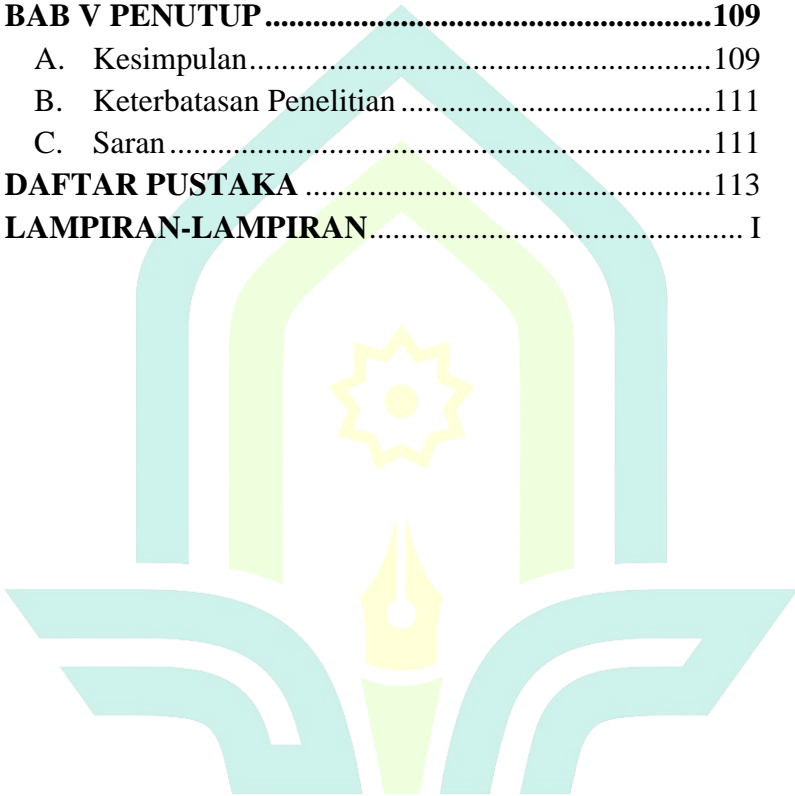 BAB V PENUTUP.......................................................109
A. Kesimpulan.......................................................109
B. Keterbatasan Penelitian.....................................111
C. Saran.................................................................111
DAFTAR PUSTAKA.................................................113
LAMPIRAN-LAMPIRAN.......................................... I